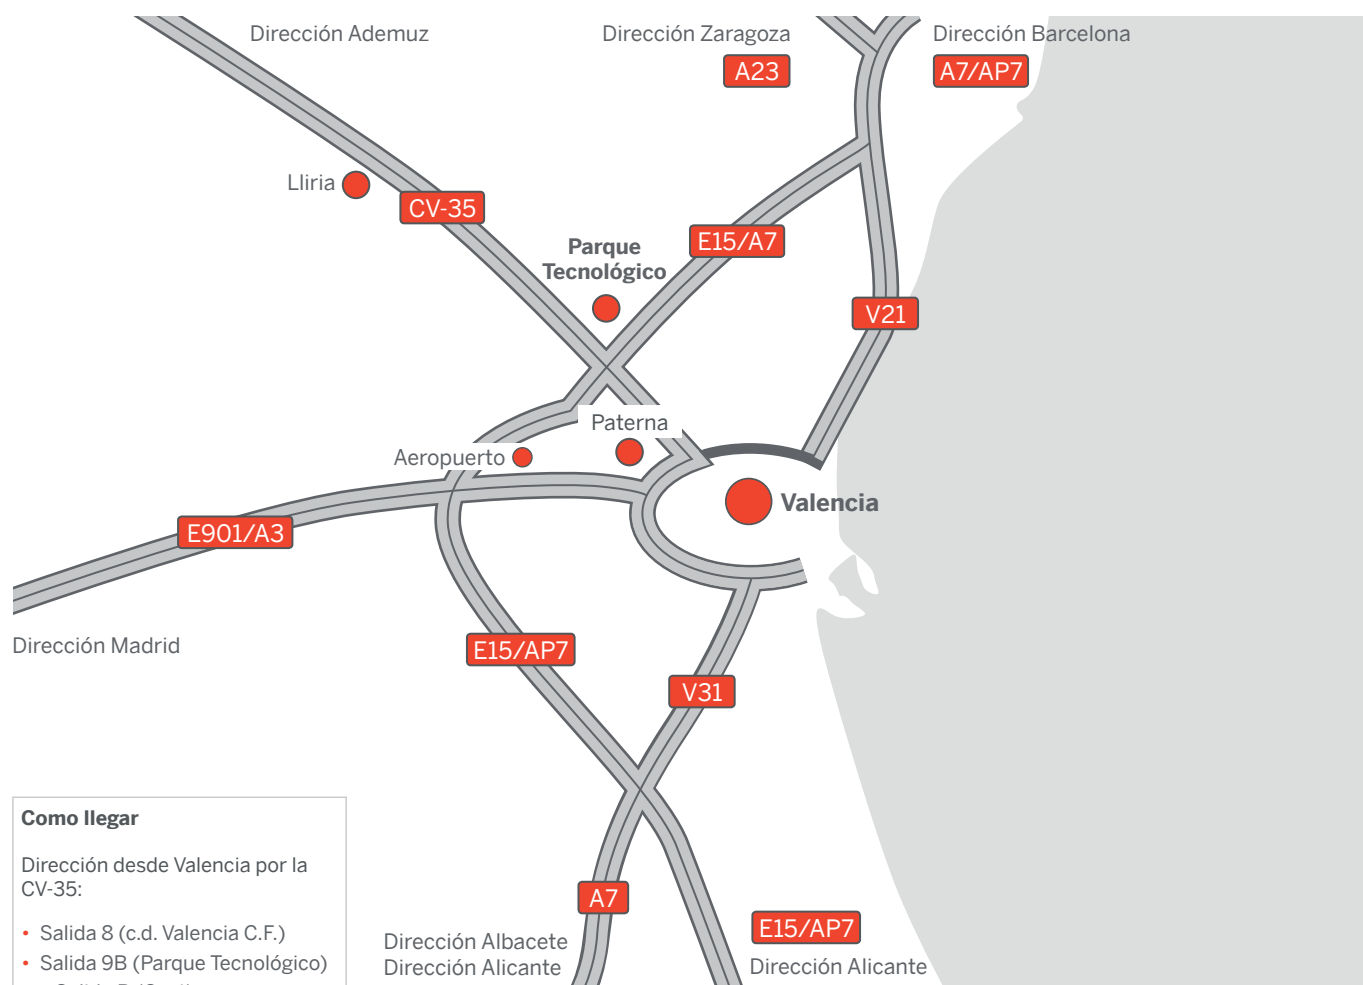 Dirección Ademuz
Dirección Zaragoza
Dirección Barcelona
A23
A7/AP7
Lliria
CV-35
E15/A7
Parque
Tecnológico
V21
Paterna
Aeropuerto
Valencia
E901/A3
Dirección Madrid
E15/AP7
V31
A7
E15/AP7
Dirección Albacete
Dirección Alicante
Dirección Alicante
Como llegar
Dirección desde Valencia por la
CV-35:
• Salida 8 (c.d. Valencia C.F.)
• Salida 9B (Parque Tecnológico)